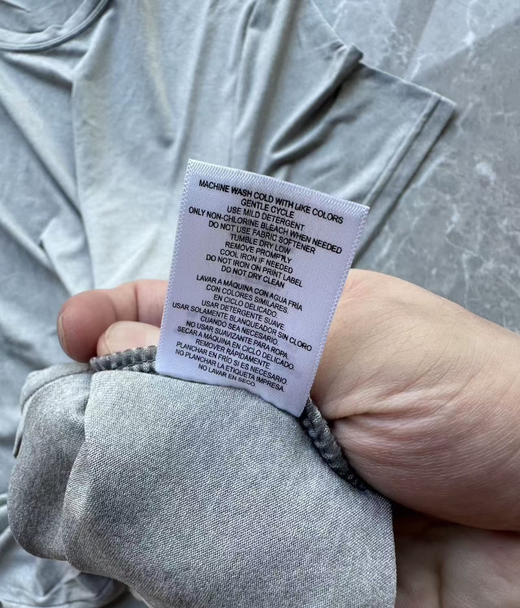 MACHINE WASH COLD WITH LIKE COLORS
GENTLE CYCLE
USE MILD DETERGENT
ONLY NON-CHLORINE BLEACH WHEN NEEDED
DO NOT USE FABRIC SOFTENER
TUMBLE DRY LOW
REMOVE PROMPTLY
COOL IRON IF NEEDED
DO NOT IRON ON PRINT LABEL
DO NOT DRY CLEAN
LAVAR A MÁQUINA CON AGUA FRÍA
CON COLORES SIMILARES.
EN CICLO DELICADO.
USAR DETERGENTE SUAVE.
USAR SOLAMENTE BLANQUEADOR SIN CLORO
CUANDO SEA NECESARIO.
NO USAR SUAVIZANTE PARA ROPA.
SECAR A MÁQUINA EN CICLO DELICADO.
REMOVER RÁPIDAMENTE.
PLANCHAR EN FRÍO SI ES NECESARIO.
NO PLANCHAR LA ETIQUETA IMPRESA.
NO LAVAR EN SECO.